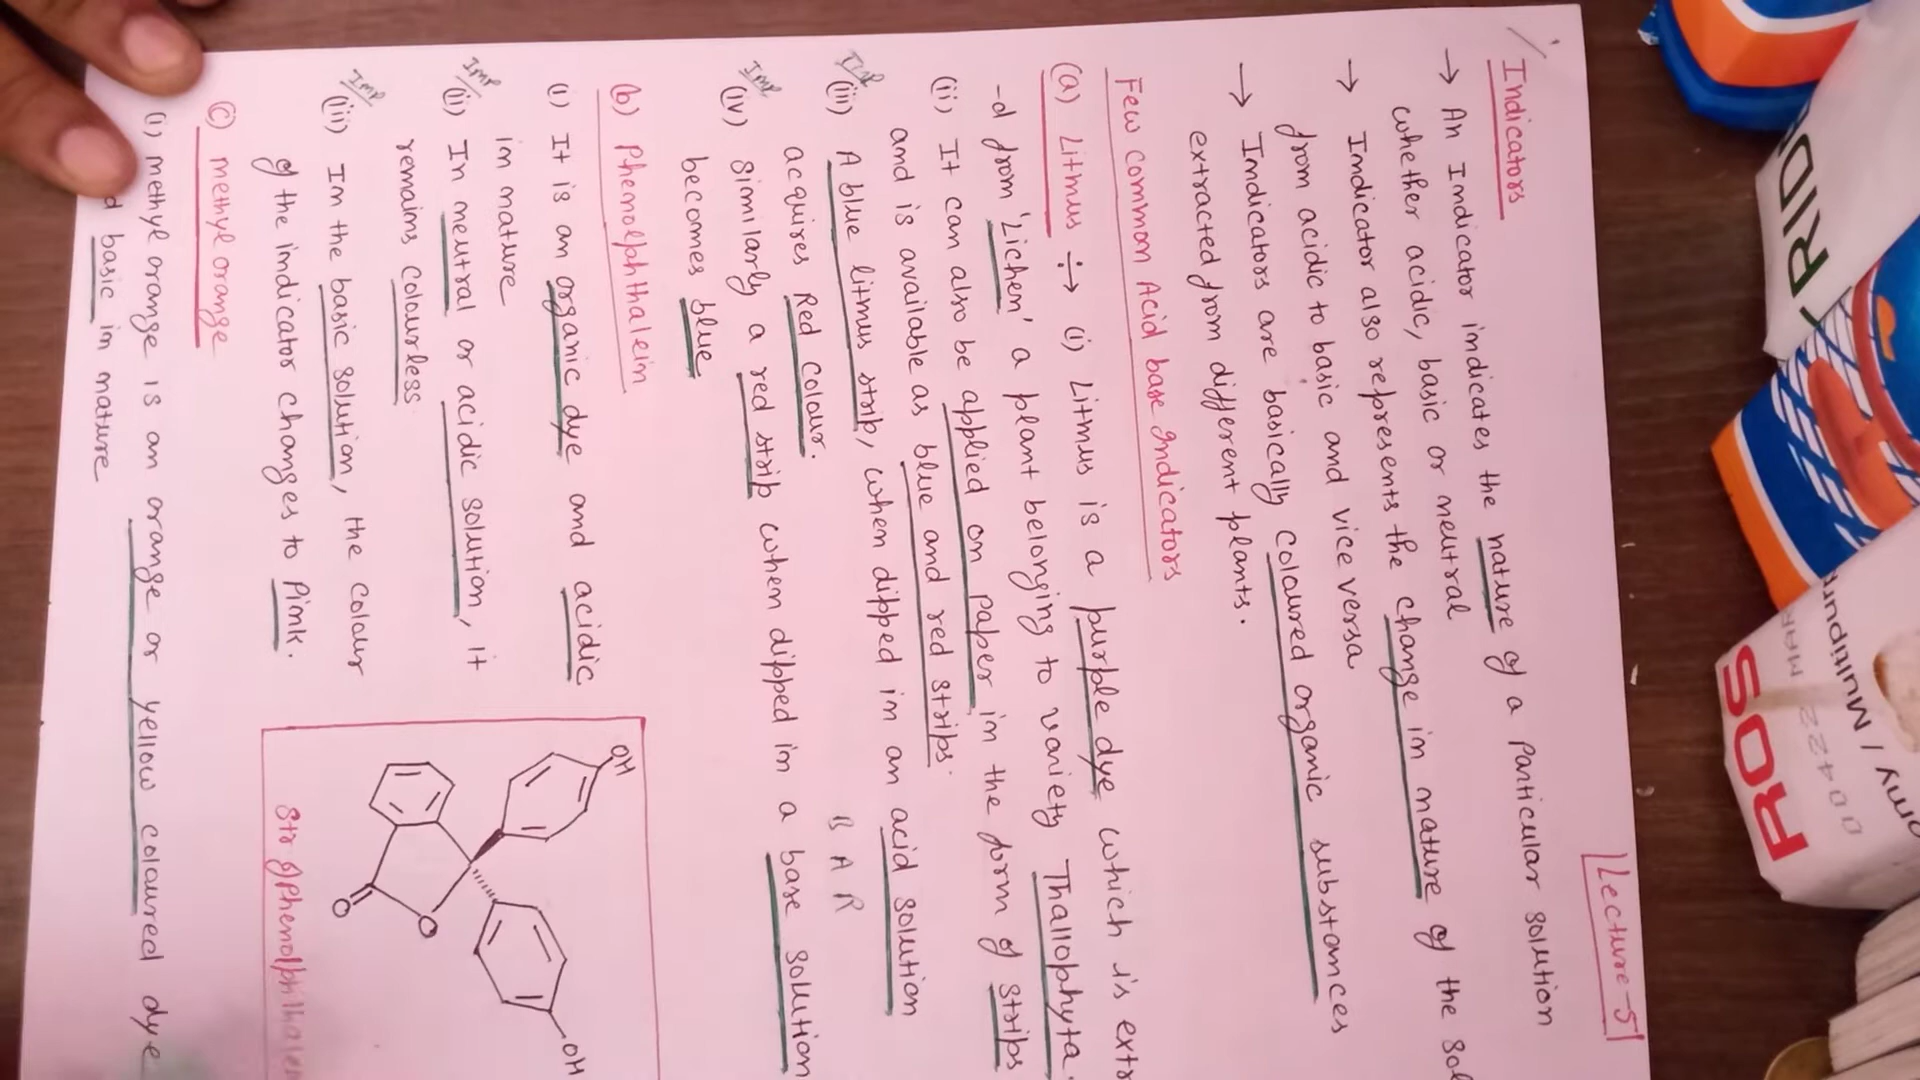 Lecture-5
Indicators
→ An Indicator indicates the nature of a particular solution
whether acidic, basic or neutral
→ Indicator also represents the change in nature of the sol
from acidic to basic and vice versa
→ Indicators are basically coloured organic substances
extracted from different plants.
Few common Acid base Indicators
(a) Litmus ÷→ (i) Litmus is a purple dye which is extr
-d from 'Lichen' a plant belonging to variety Thallophyta.
(ii) It can also be applied on paper in the form of strips
and is available as blue and red strips.
Imp (iii) A blue litmus strip, when dipped in an acid solution
acquires Red colour. B A R
Imp (iv) Similarly a red strip when dipped in a base solution
becomes blue
(b) Phenolphthalein
(i) It is an organic dye and acidic
in nature
Imp (ii) In neutral or acidic solution, it
remains colourless
Imp (iii) In the basic solution, the colour
of the indicator changes to Pink.
OH
O
O
OH
Str of Phenolphthalein
(c) methyl orange
(i) methyl orange is an orange or yellow coloured dye
d basic in nature
RID
ROS
0422
Multipur